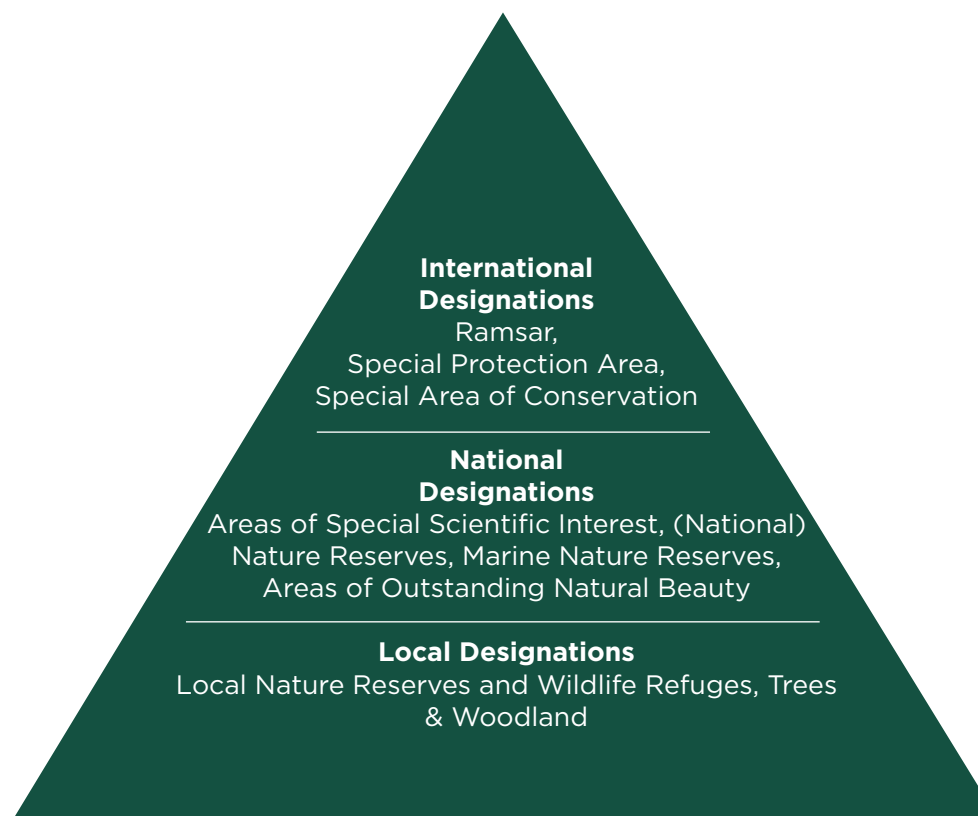 International
Designations
Ramsar,
Special Protection Area,
Special Area of Conservation
National
Designations
Areas of Special Scientific Interest, (National)
Nature Reserves, Marine Nature Reserves,
Areas of Outstanding Natural Beauty
Local Designations
Local Nature Reserves and Wildlife Refuges, Trees
& Woodland